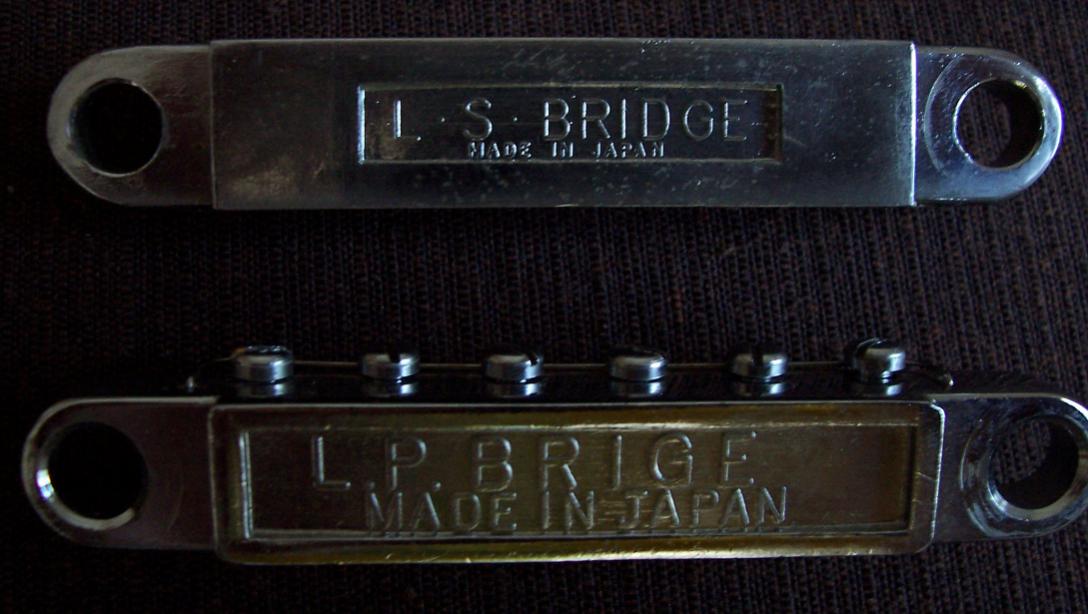 L·S·BRIDGE
MADE IN JAPAN
L.P. BRIGE
MADE IN JAPAN